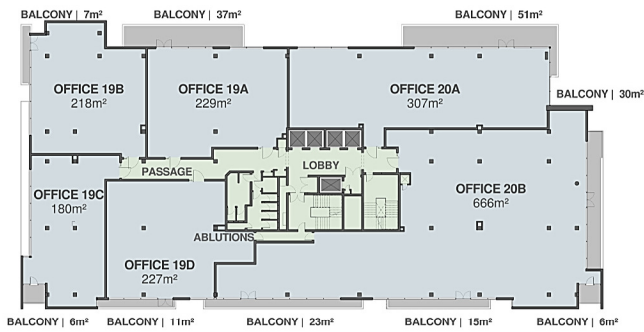 BALCONY | 7m²
BALCONY | 37m²
BALCONY | 51m²
OFFICE 19B
218m²
OFFICE 19A
229m²
OFFICE 20A
307m²
BALCONY | 30m²
PASSAGE
LOBBY
OFFICE 19C
180m²
OFFICE 20B
666m²
ABLUTIONS
OFFICE 19D
227m²
BALCONY | 6m²
BALCONY | 11m²
BALCONY | 23m²
BALCONY | 15m²
BALCONY | 6m²